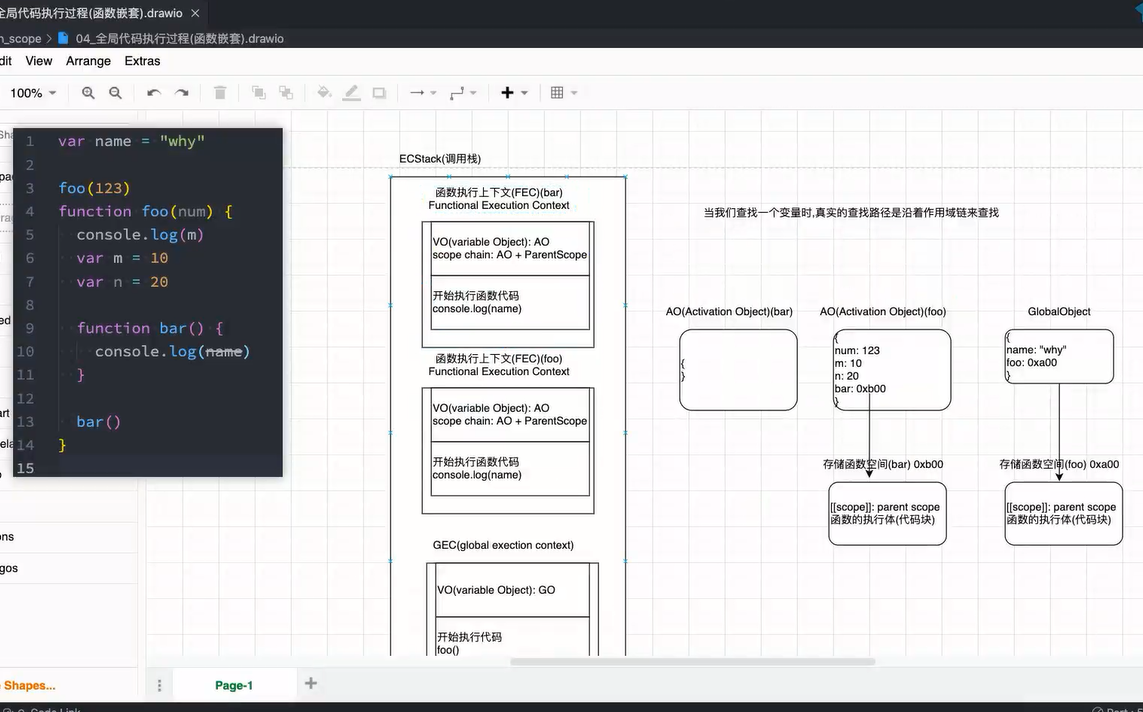 全局代码执行过程(函数嵌套).drawio
n_scope > 04_全局代码执行过程(函数嵌套).drawio
dit View Arrange Extras
100%
1 var name = "why"
2
3 foo(123)
4 function foo(num) {
5 console.log(m)
6 var m = 10
7 var n = 20
8
9 function bar() {
10 console.log(name)
11 }
12
13 bar()
14 }
15
ons
gos
Shapes...
ECStack(调用栈)
函数执行上下文(FEC)(bar)
Functional Execution Context
VO(variable Object): AO
scope chain: AO + ParentScope
开始执行函数代码
console.log(name)
函数执行上下文(FEC)(foo)
Functional Execution Context
VO(variable Object): AO
scope chain: AO + ParentScope
开始执行函数代码
console.log(name)
GEC(global exection context)
VO(variable Object): GO
开始执行代码
foo()
当我们查找一个变量时,真实的查找路径是沿着作用域链来查找
AO(Activation Object)(bar)
{
}
AO(Activation Object)(foo)
{
num: 123
m: 10
n: 20
bar: 0xb00
}
GlobalObject
{
name: "why"
foo: 0xa00
}
存储函数空间(bar) 0xb00
[[scope]]: parent scope
函数的执行体(代码块)
存储函数空间(foo) 0xa00
[[scope]]: parent scope
函数的执行体(代码块)
Page-1